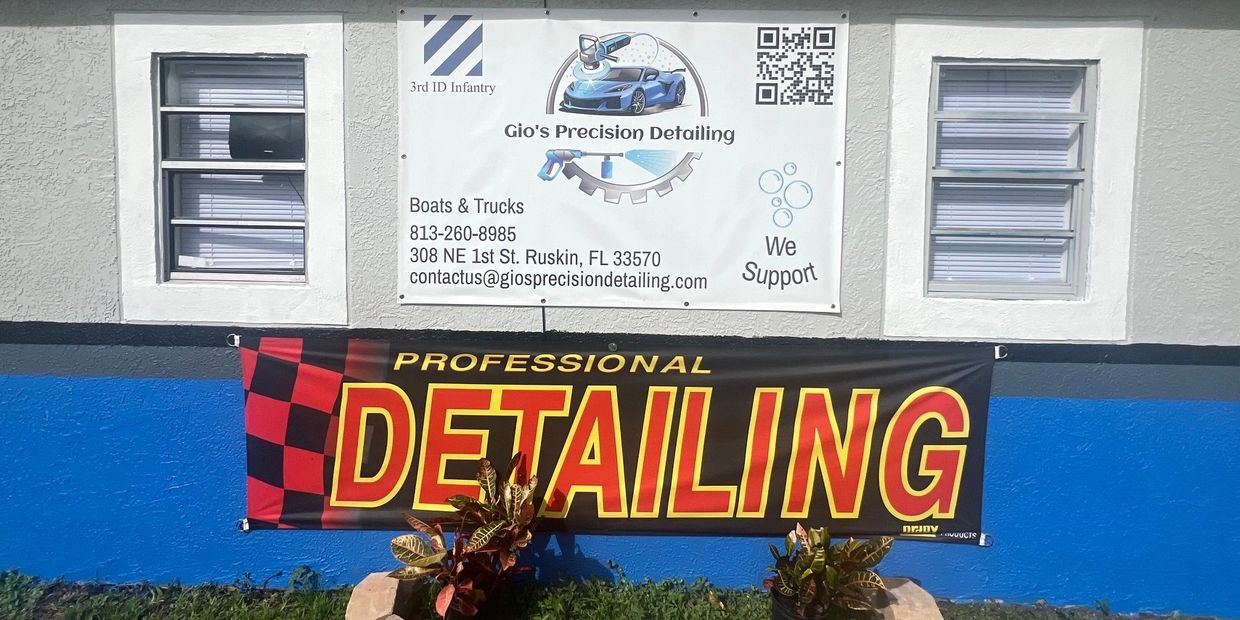 3rd ID Infantry
Gio's Precision Detailing
Boats & Trucks
813-260-8985
308 NE 1st St. Ruskin, FL 33570
contactus@giosprecisiondetailing.com
We
Support
PROFESSIONAL
DETAILING
PRODUCTS